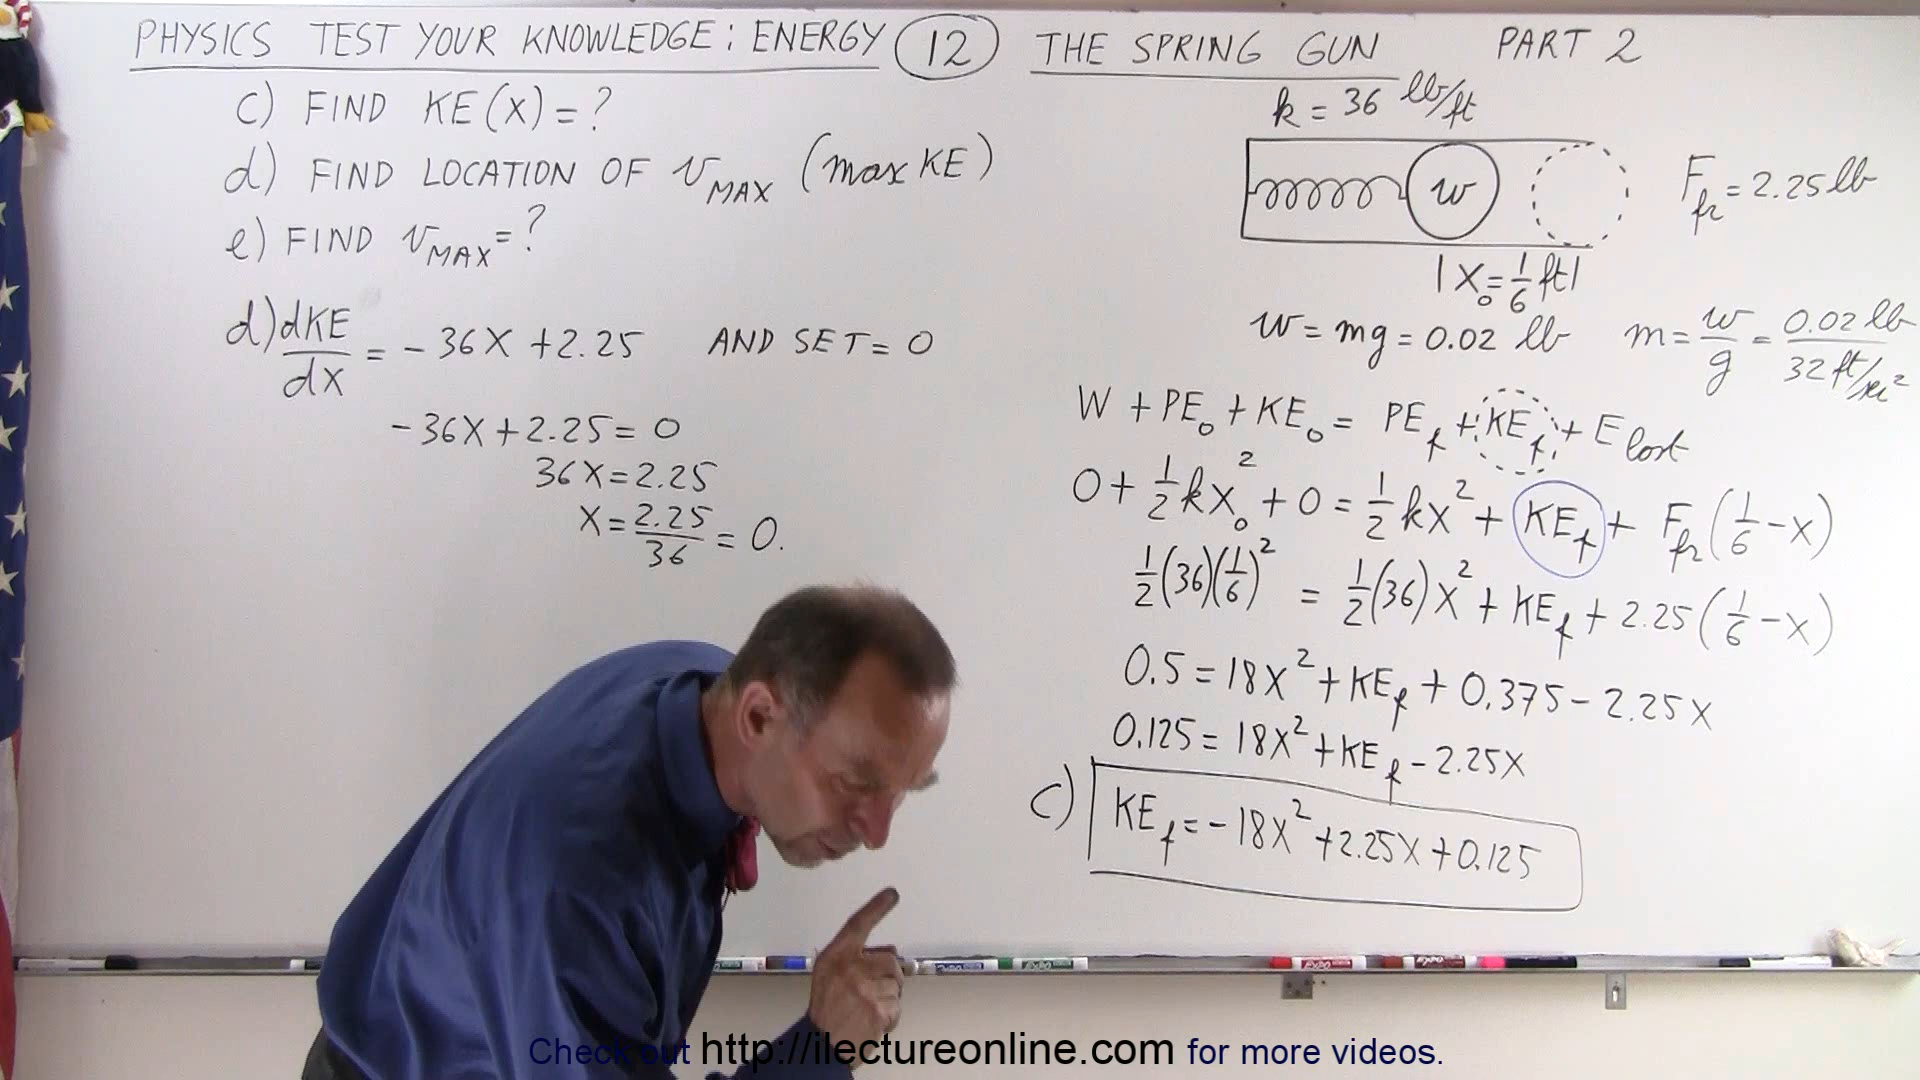 PHYSICS TEST YOUR KNOWLEDGE: ENERGY 12 THE SPRING GUN PART 2
c) FIND KE(X)=?
d) FIND LOCATION OF v_MAX (max KE)
e) FIND v_MAX=?
d) dKE/dX = -36X + 2.25 AND SET = 0
-36X + 2.25 = 0
36X = 2.25
X = 2.25/36 = 0.
k = 36 lb/ft
w
F_fr = 2.25 lb
|X₀ = 1/6 ft|
w = mg = 0.02 lb m = w/g = 0.02 lb / 32 ft/sec²
W + PE₀ + KE₀ = PE_f + KE_f + E_lost
0 + 1/2 kX₀² + 0 = 1/2 kX² + KE_f + F_fr (1/6 - X)
1/2 (36)(1/6)² = 1/2 (36)X² + KE_f + 2.25 (1/6 - X)
0.5 = 18X² + KE_f + 0.375 - 2.25X
0.125 = 18X² + KE_f - 2.25X
c) KE_f = -18X² + 2.25X + 0.125
Check out http://ilectureonline.com for more videos.